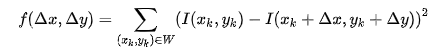 f(Δx, Δy) = ∑_{(x_k, y_k)∈W} (I(x_k, y_k) − I(x_k + Δx, y_k + Δy))²